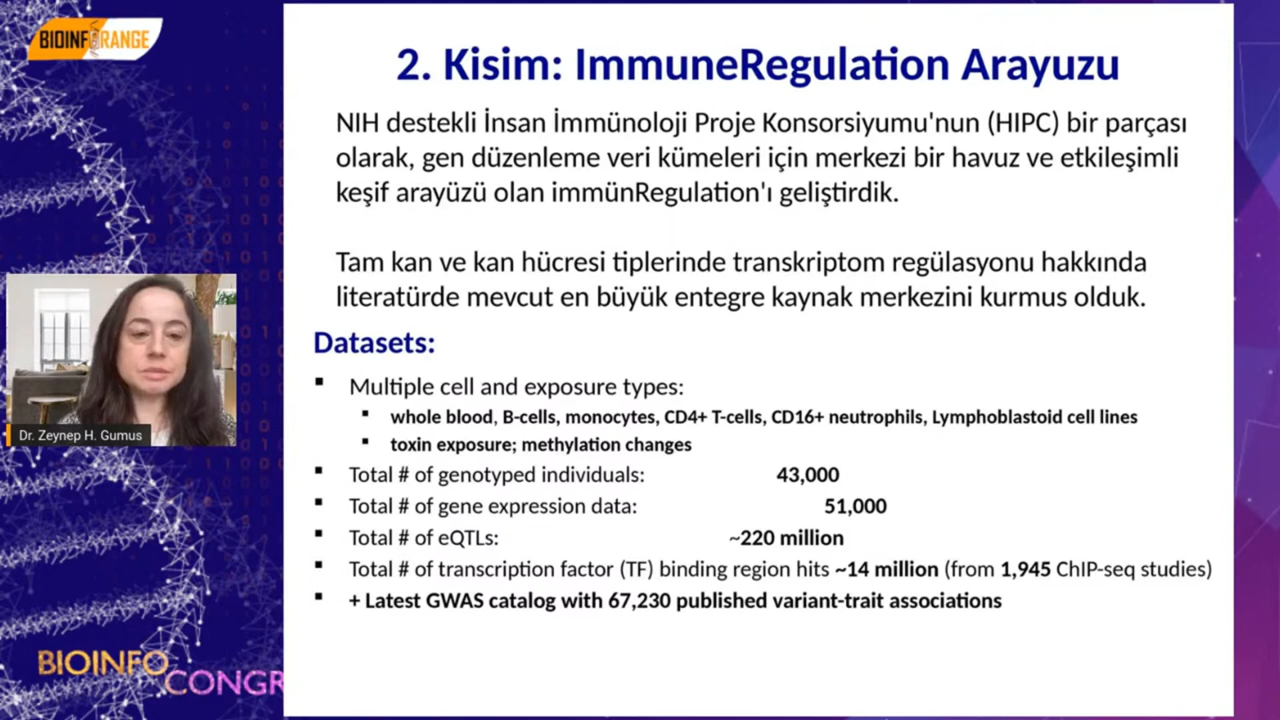 BIOINFORANGE
2. Kisim: ImmuneRegulation Arayuzu
NIH destekli İnsan İmmünoloji Proje Konsorsiyumu'nun (HIPC) bir parçası
olarak, gen düzenleme veri kümeleri için merkezi bir havuz ve etkileşimli
keşif arayüzü olan immünRegulation'ı geliştirdik.
Tam kan ve kan hücresi tiplerinde transkriptom regülasyonu hakkında
literatürde mevcut en büyük entegre kaynak merkezini kurmus olduk.
Datasets:
▪ Multiple cell and exposure types:
▪ whole blood, B-cells, monocytes, CD4+ T-cells, CD16+ neutrophils, Lymphoblastoid cell lines
▪ toxin exposure; methylation changes
▪ Total # of genotyped individuals: 43,000
▪ Total # of gene expression data: 51,000
▪ Total # of eQTLs: ~220 million
▪ Total # of transcription factor (TF) binding region hits ~14 million (from 1,945 ChIP-seq studies)
▪ + Latest GWAS catalog with 67,230 published variant-trait associations
Dr. Zeynep H. Gumus
BIOINFO
CONGR